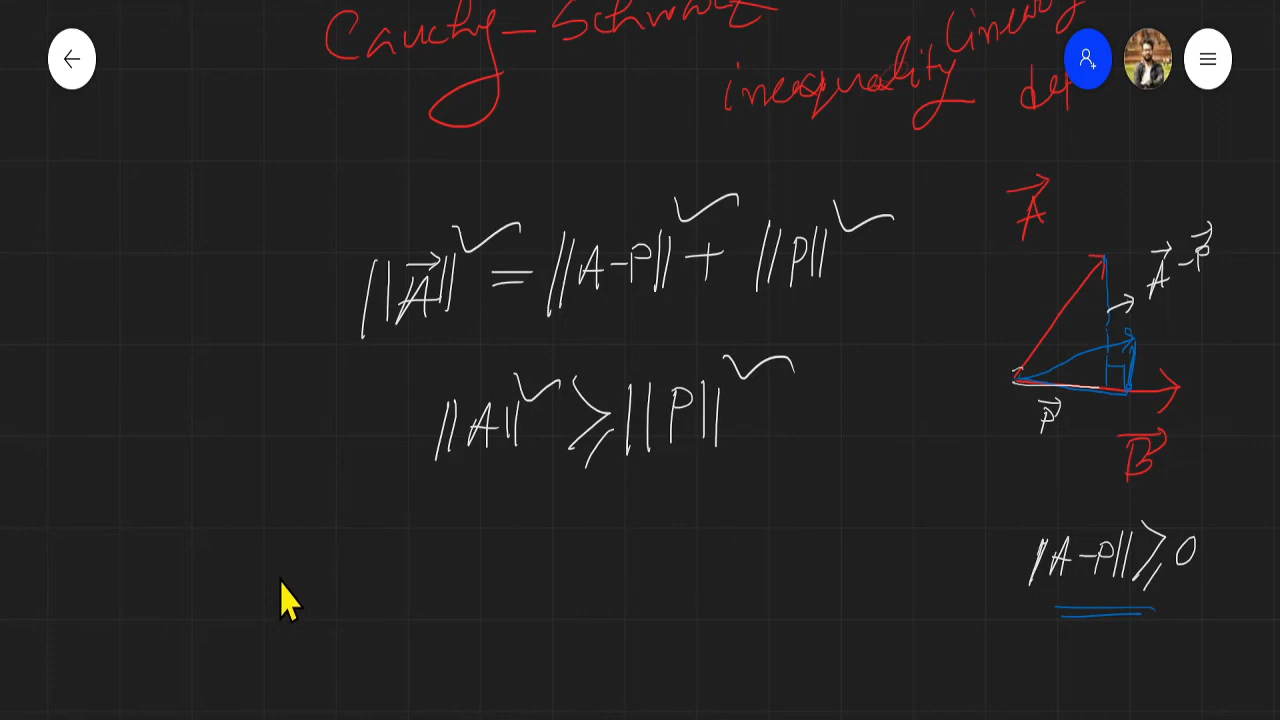 Cauchy-Schwarz
inequality
Linearly
dep
||A⃗||² = ||A-P||² + ||P||²
||A||² ≥ ||P||²
A⃗
A⃗ - P⃗
P⃗
B⃗
||A-P|| ≥ 0